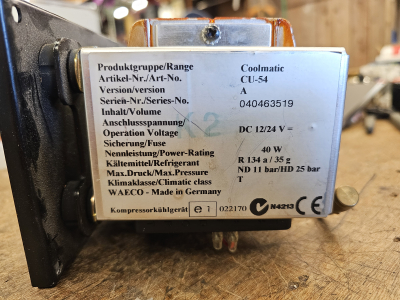 Produktgruppe/Range Coolmatic
Artikel-Nr./Art-No. CU-54
Version/version A
Serien-Nr./Series-No. 040463519
Inhalt/Volume
Anschlussspannung/
Operation Voltage DC 12/24 V =
Sicherung/Fuse
Nennleistung/Power-Rating 40 W
Kältemittel/Refrigerant R 134 a / 35 g
Max.Druck/Max.Pressure ND 11 bar/HD 25 bar
Klimaklasse/Climatic class T
WAECO - Made in Germany
Kompressorkühlgerät e 1 022170 N4213 CE